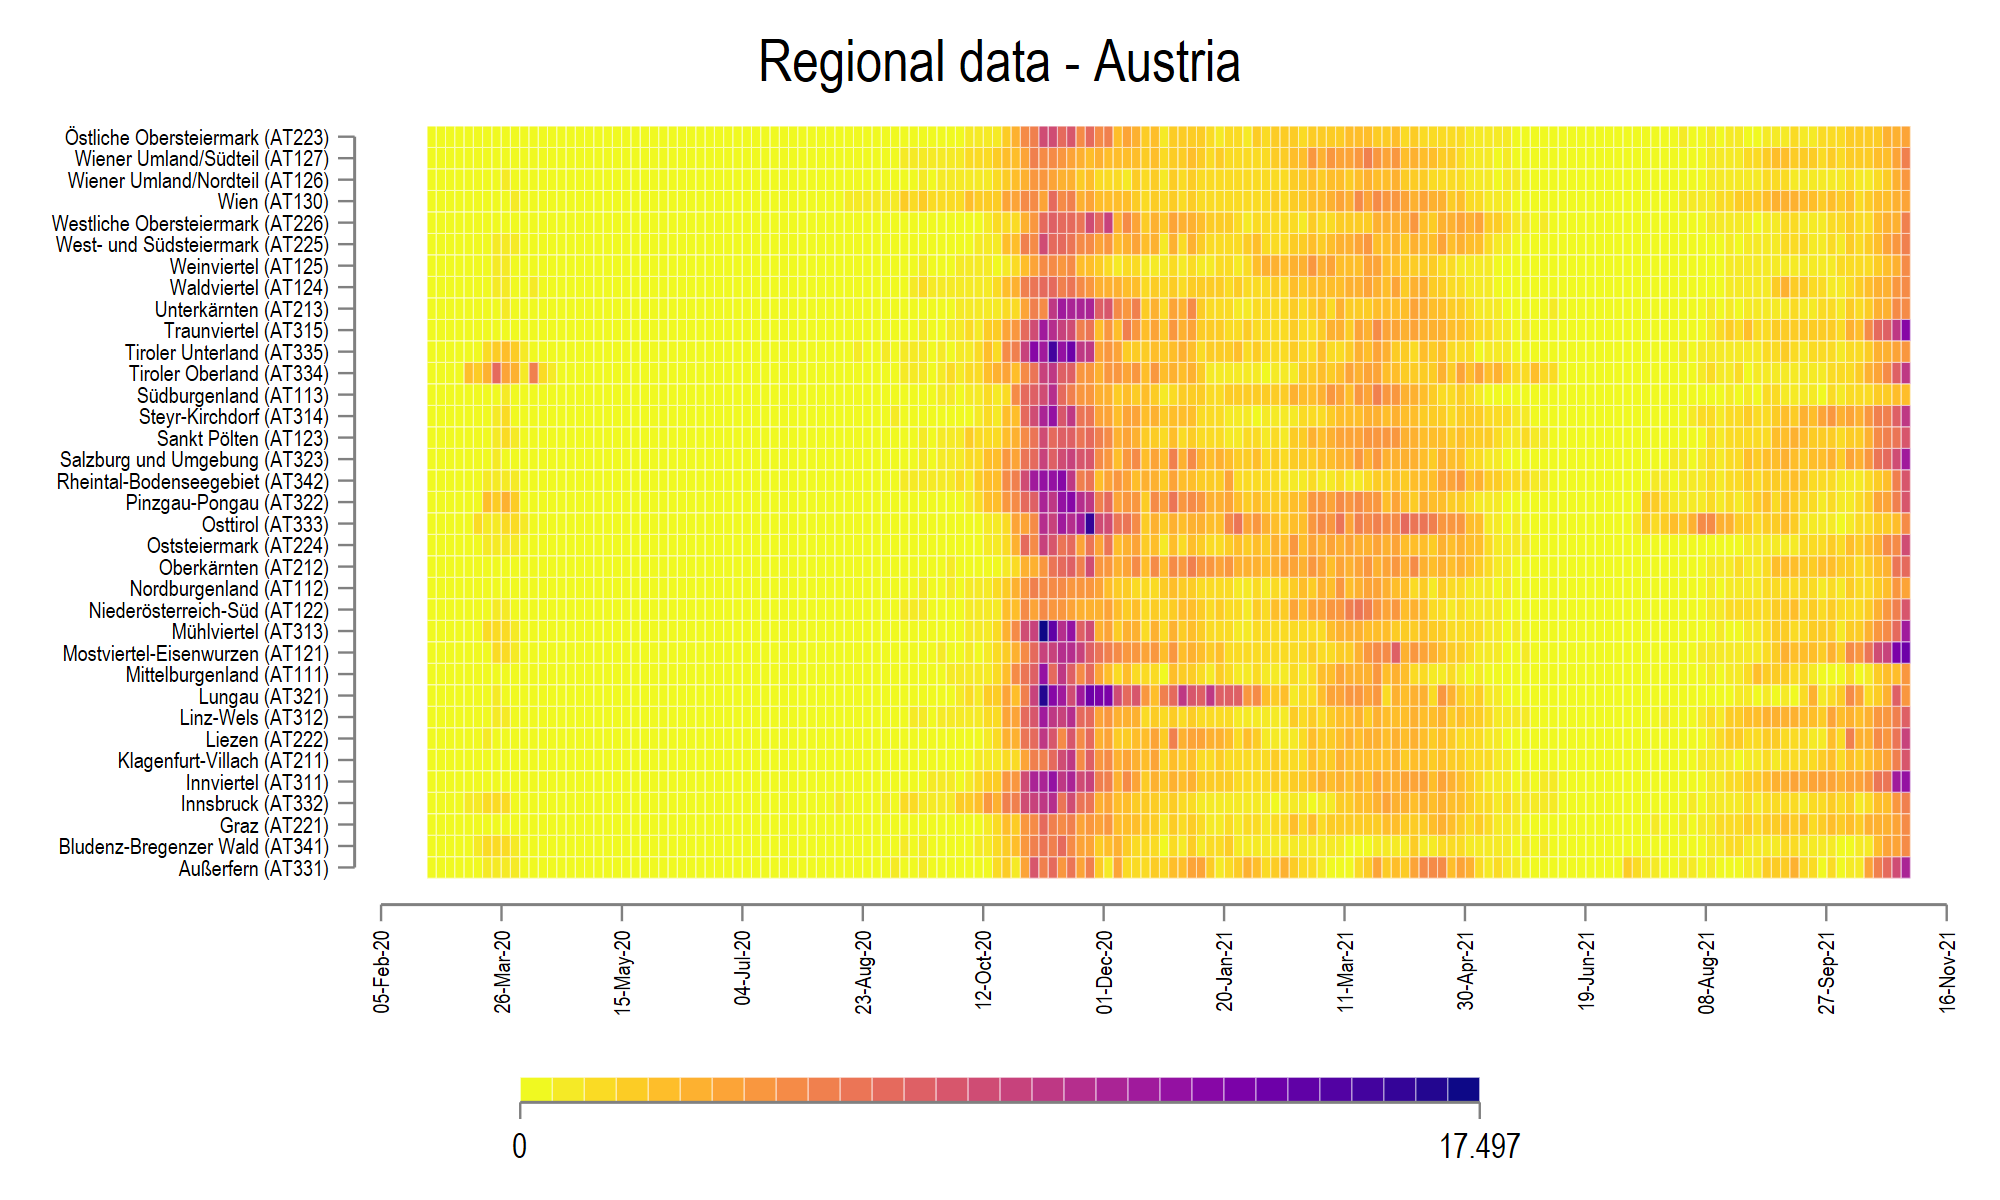 Regional data - Austria
Östliche Obersteiermark (AT223)
Wiener Umland/Südteil (AT127)
Wiener Umland/Nordteil (AT126)
Wien (AT130)
Westliche Obersteiermark (AT226)
West- und Südsteiermark (AT225)
Weinviertel (AT125)
Waldviertel (AT124)
Unterkärnten (AT213)
Traunviertel (AT315)
Tiroler Unterland (AT335)
Tiroler Oberland (AT334)
Südburgenland (AT113)
Steyr-Kirchdorf (AT314)
Sankt Pölten (AT123)
Salzburg und Umgebung (AT323)
Rheintal-Bodenseegebiet (AT342)
Pinzgau-Pongau (AT322)
Osttirol (AT333)
Oststeiermark (AT224)
Oberkärnten (AT212)
Nordburgenland (AT112)
Niederösterreich-Süd (AT122)
Mühlviertel (AT313)
Mostviertel-Eisenwurzen (AT121)
Mittelburgenland (AT111)
Lungau (AT321)
Linz-Wels (AT312)
Liezen (AT222)
Klagenfurt-Villach (AT211)
Innviertel (AT311)
Innsbruck (AT332)
Graz (AT221)
Bludenz-Bregenzer Wald (AT341)
Außerfern (AT331)
05-Feb-20
26-Mar-20
15-May-20
04-Jul-20
23-Aug-20
12-Oct-20
01-Dec-20
20-Jan-21
11-Mar-21
30-Apr-21
19-Jun-21
08-Aug-21
27-Sep-21
16-Nov-21
0
17.497